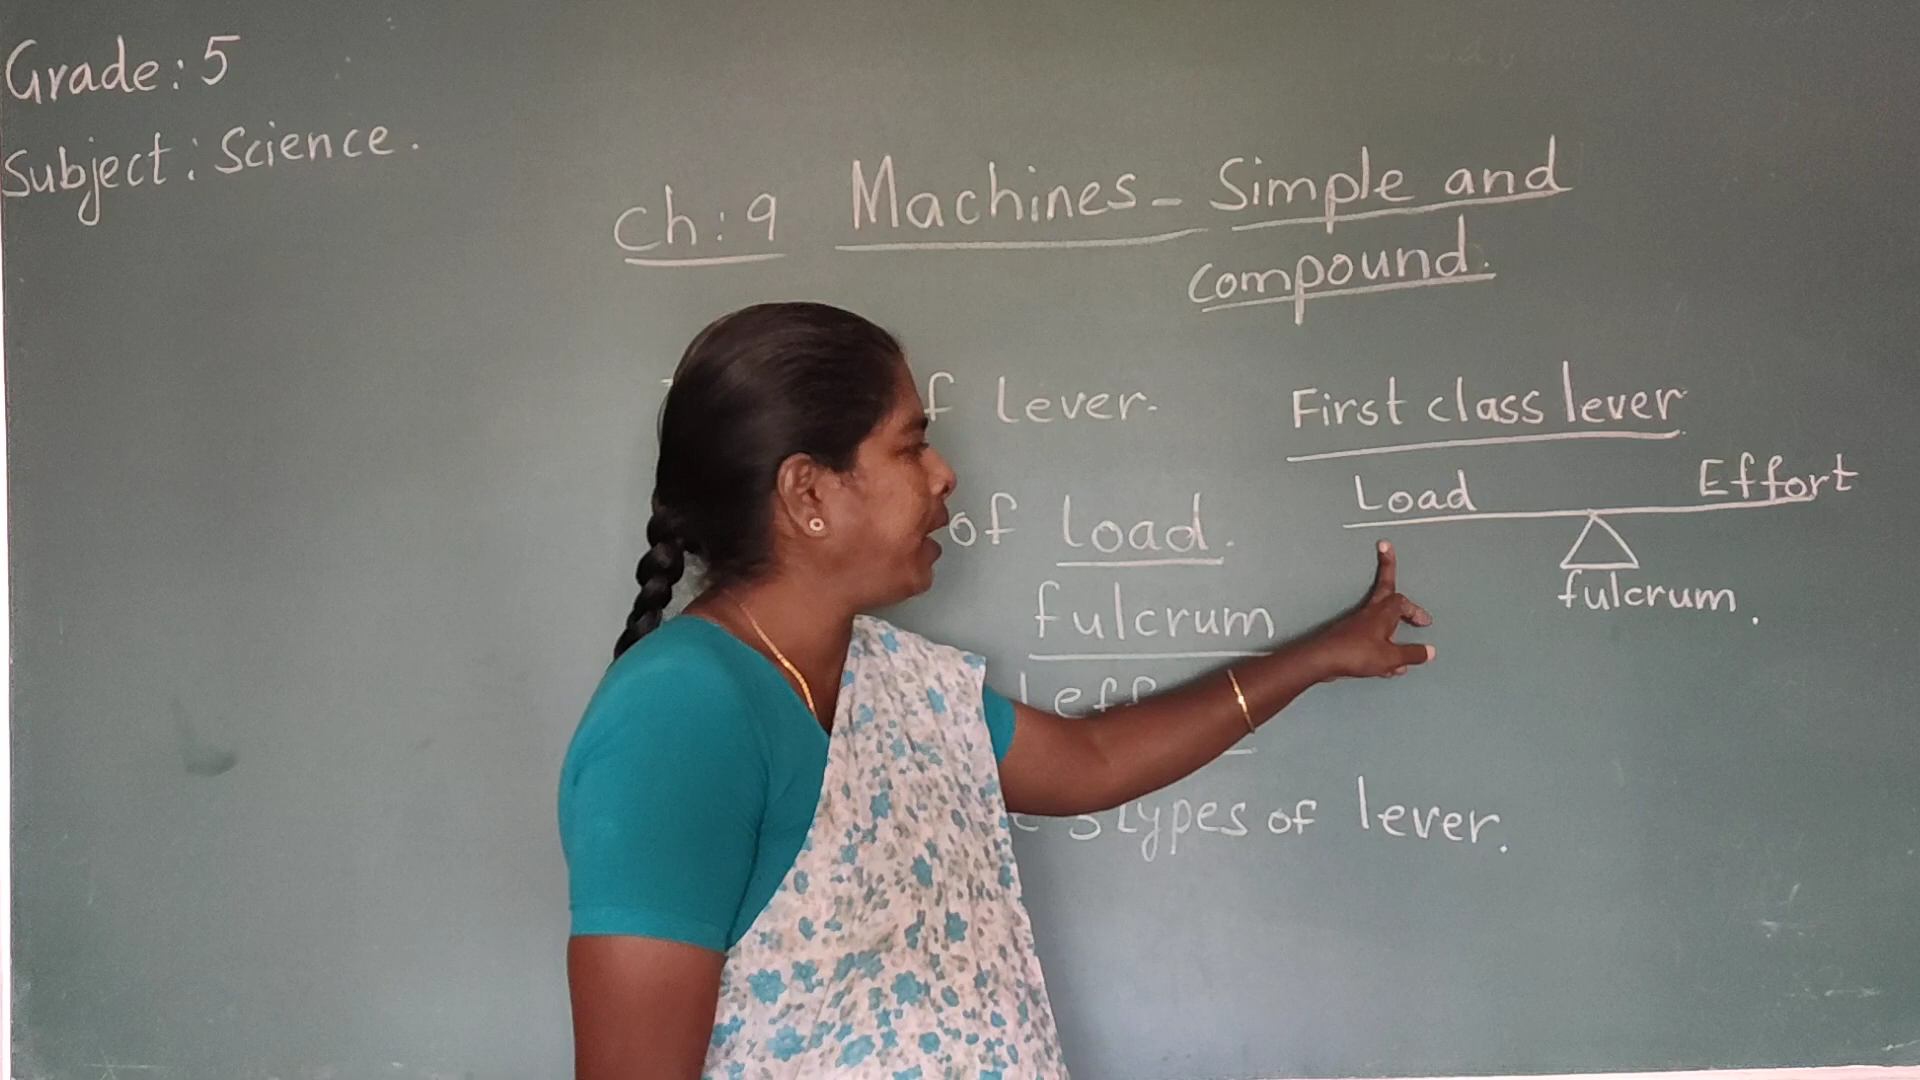 Grade: 5
Subject: Science.
Ch: 9 Machines - Simple and
compound.
of lever.
of load.
fulcrum
3 types of lever.
First class lever
Load Effort
fulcrum.